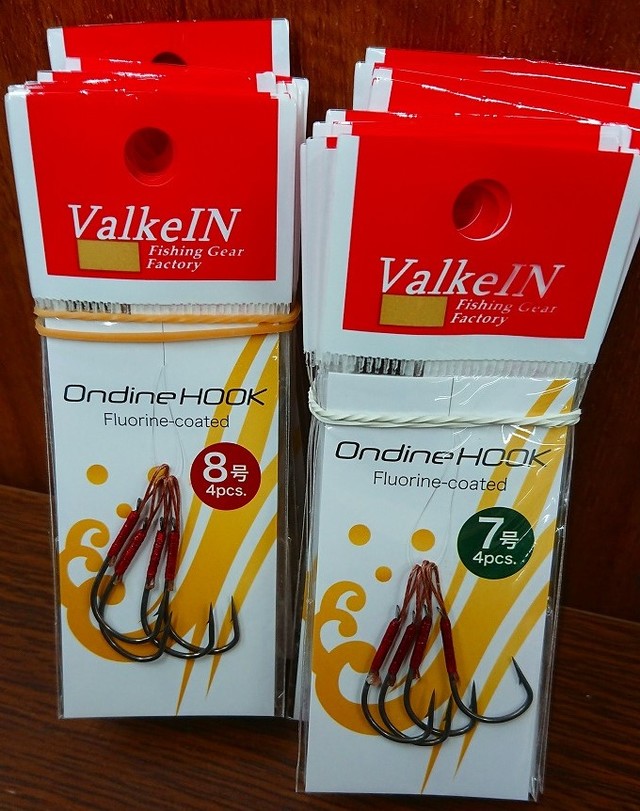 ValkeIN
Fishing Gear
Factory
OndineHOOK
Fluorine-coated
8号
4pcs.
ValkeIN
Fishing Gear
Factory
OndineHOOK
Fluorine-coated
7号
4pcs.